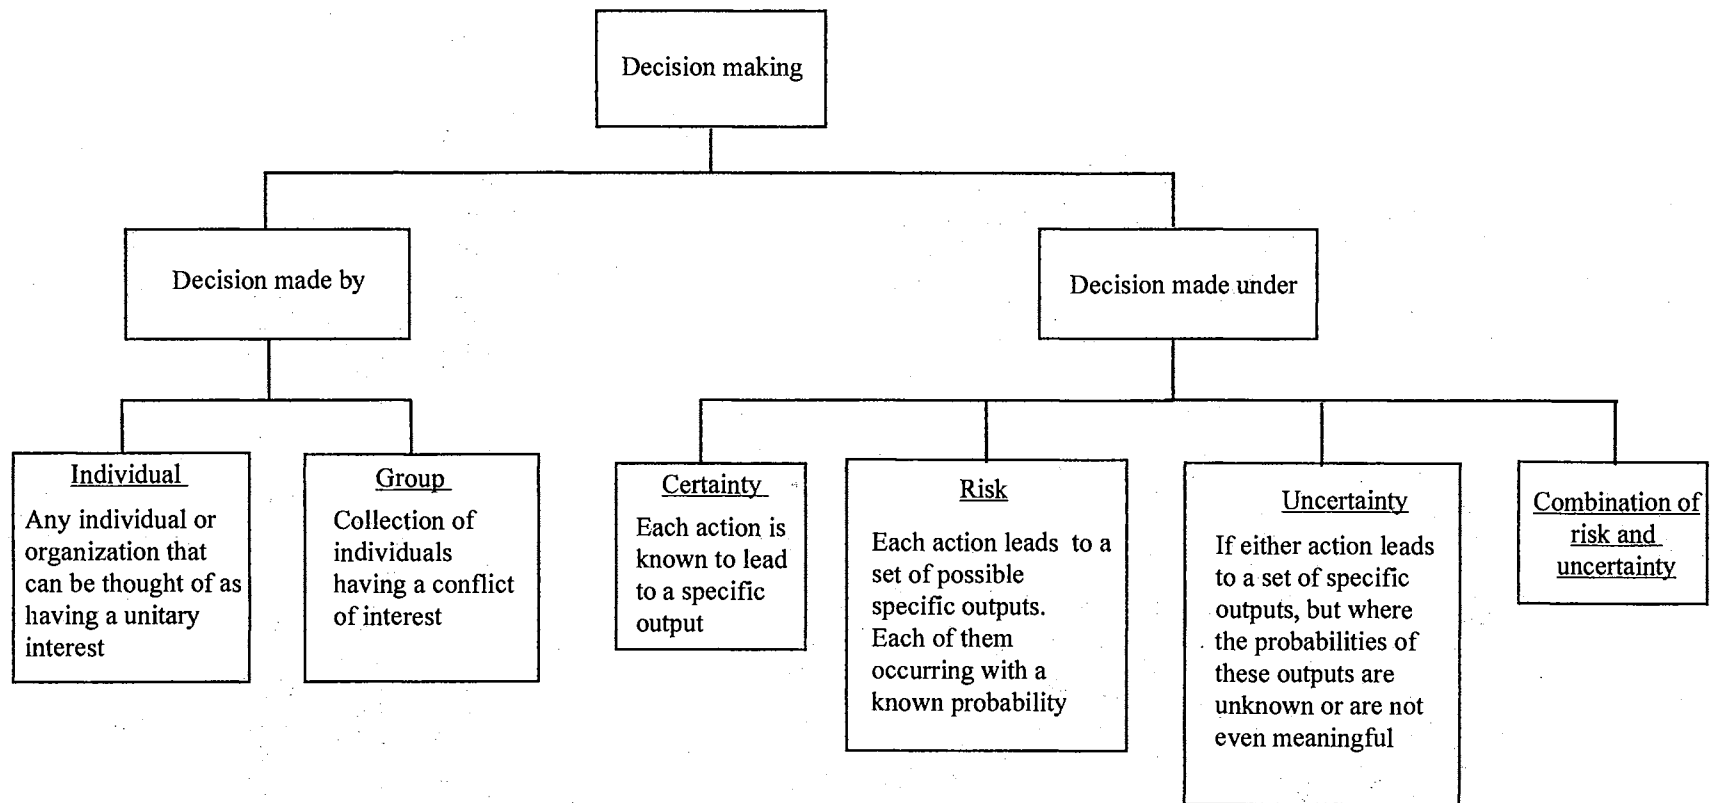 Decision making
Decision made by
Decision made under
Individual
Any individual or
organization that
can be thought of as
having a unitary
interest
Group
Collection of
individuals
having a conflict
of interest
Certainty
Each action is
known to lead
to a specific
output
Risk
Each action leads to a
set of possible
specific outputs.
Each of them
occurring with a
known probability
Uncertainty
If either action leads
to a set of specific
outputs, but where
the probabilities of
these outputs are
unknown or are not
even meaningful
Combination of
risk and
uncertainty